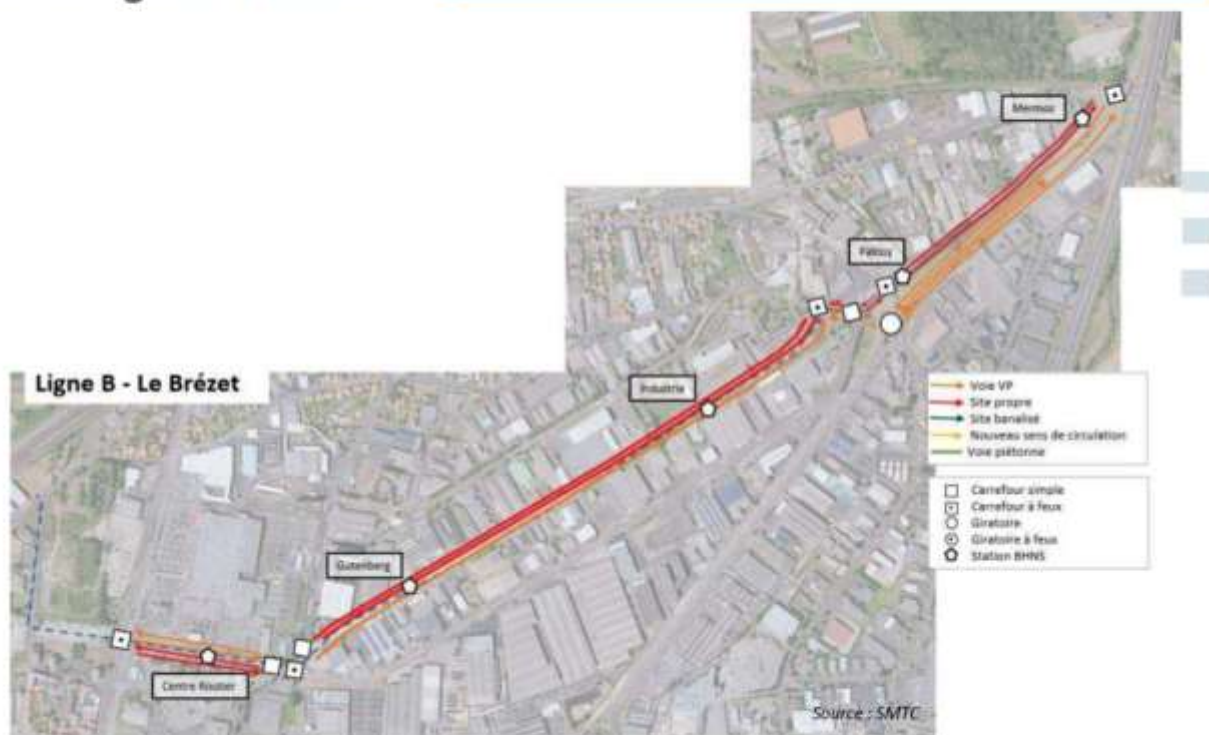 Mermoz
Industrie
Ligne B - Le Brézet
Voie VP
Site propre
Site banalisé
Nouveau sens de circulation
Voie piétonne
Carrefour simple
Carrefour à feux
Giratoire
Giratoire à feux
Station BHNS
Gutenberg
Centre Routier
Source : SMTC